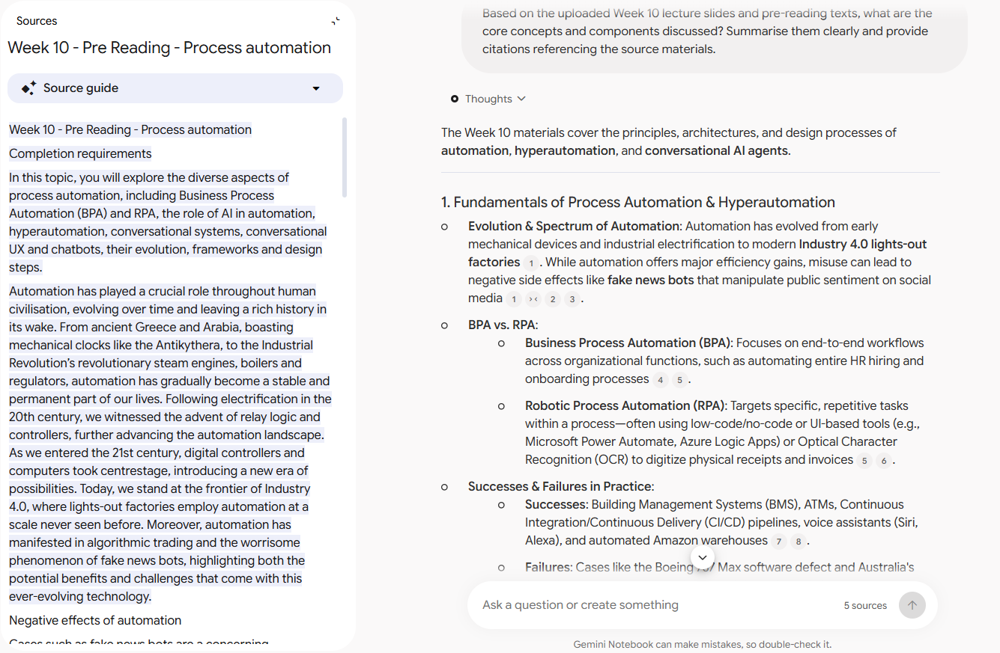 Sources
Week 10 - Pre Reading - Process automation
Source guide
Week 10 - Pre Reading - Process automation
Completion requirements
In this topic, you will explore the diverse aspects of
process automation, including Business Process
Automation (BPA) and RPA, the role of AI in automation,
hyperautomation, conversational systems, conversational
UX and chatbots, their evolution, frameworks and design
steps.
Automation has played a crucial role throughout human
civilisation, evolving over time and leaving a rich history in
its wake. From ancient Greece and Arabia, boasting
mechanical clocks like the Antikythera, to the Industrial
Revolution’s revolutionary steam engines, boilers and
regulators, automation has gradually become a stable and
permanent part of our lives. Following electrification in the
20th century, we witnessed the advent of relay logic and
controllers, further advancing the automation landscape.
As we entered the 21st century, digital controllers and
computers took centrestage, introducing a new era of
possibilities. Today, we stand at the frontier of Industry
4.0, where lights-out factories employ automation at a
scale never seen before. Moreover, automation has
manifested in algorithmic trading and the worrisome
phenomenon of fake news bots, highlighting both the
potential benefits and challenges that come with this
ever-evolving technology.
Negative effects of automation
Cases such as fake news bots are a concerning
Based on the uploaded Week 10 lecture slides and pre-reading texts, what are the
core concepts and components discussed? Summarise them clearly and provide
citations referencing the source materials.
Thoughts
The Week 10 materials cover the principles, architectures, and design processes of
automation, hyperautomation, and conversational AI agents.
1. Fundamentals of Process Automation & Hyperautomation
Evolution & Spectrum of Automation: Automation has evolved from early
mechanical devices and industrial electrification to modern Industry 4.0 lights-out
factories 1 . While automation offers major efficiency gains, misuse can lead to
negative side effects like fake news bots that manipulate public sentiment on social
media 1 2 3 .
BPA vs. RPA:
Business Process Automation (BPA): Focuses on end-to-end workflows
across organizational functions, such as automating entire HR hiring and
onboarding processes 4 5 .
Robotic Process Automation (RPA): Targets specific, repetitive tasks
within a process—often using low-code/no-code or UI-based tools (e.g.,
Microsoft Power Automate, Azure Logic Apps) or Optical Character
Recognition (OCR) to digitize physical receipts and invoices 5 6 .
Successes & Failures in Practice:
Successes: Building Management Systems (BMS), ATMs, Continuous
Integration/Continuous Delivery (CI/CD) pipelines, voice assistants (Siri,
Alexa), and automated Amazon warehouses 7 8 .
Failures: Cases like the Boeing Max software defect and Australia's
Ask a question or create something
5 sources
Gemini Notebook can make mistakes, so double-check it.